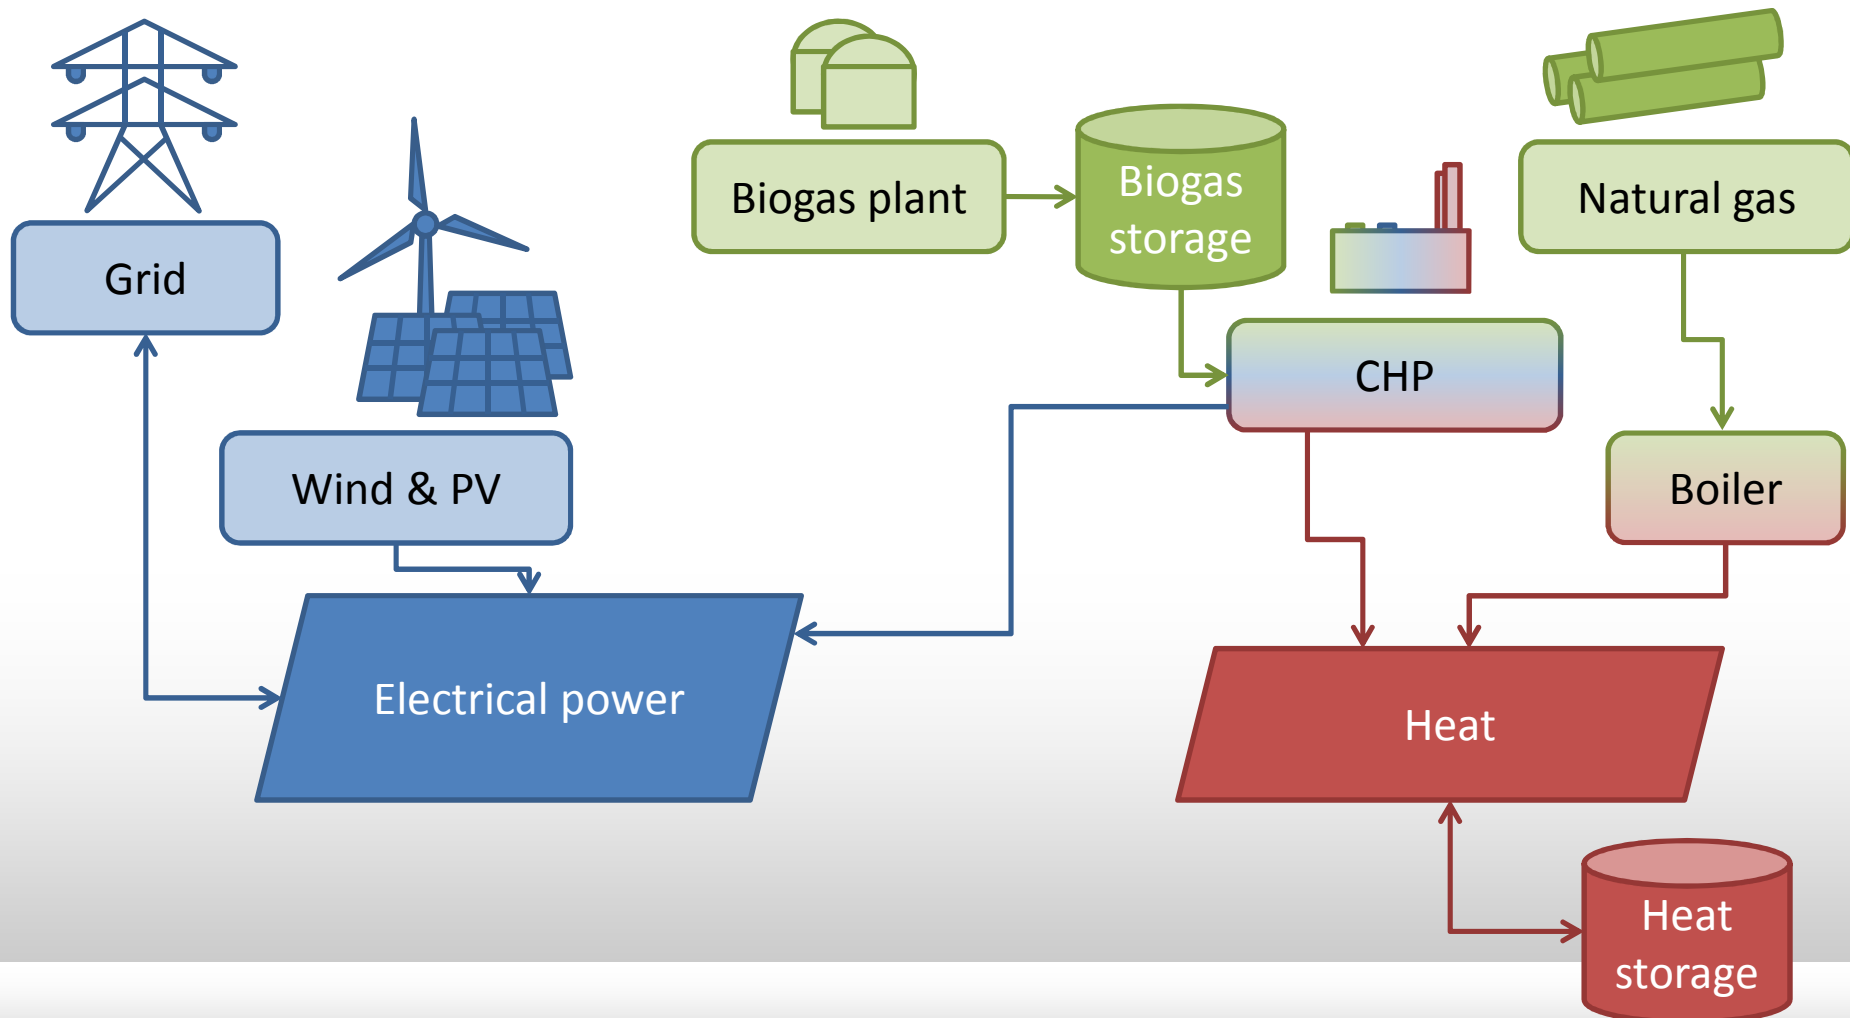 Biogas plant
Biogas
storage
Natural gas
Grid
CHP
Wind & PV
Boiler
Electrical power
Heat
Heat
storage